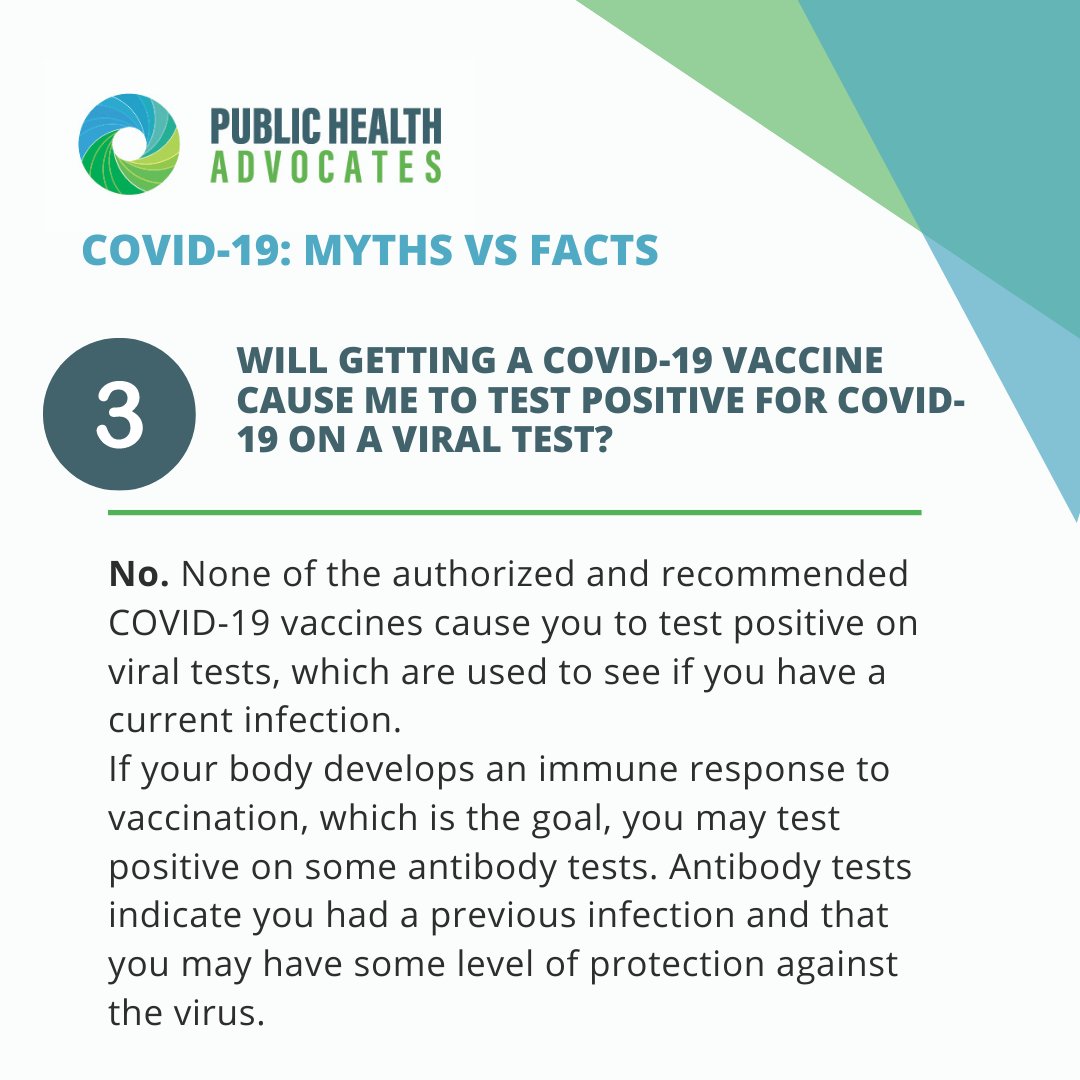 PUBLIC HEALTH
ADVOCATES
COVID-19: MYTHS VS FACTS
3
WILL GETTING A COVID-19 VACCINE
CAUSE ME TO TEST POSITIVE FOR COVID-
19 ON A VIRAL TEST?
No. None of the authorized and recommended
COVID-19 vaccines cause you to test positive on
viral tests, which are used to see if you have a
current infection.
If your body develops an immune response to
vaccination, which is the goal, you may test
positive on some antibody tests. Antibody tests
indicate you had a previous infection and that
you may have some level of protection against
the virus.